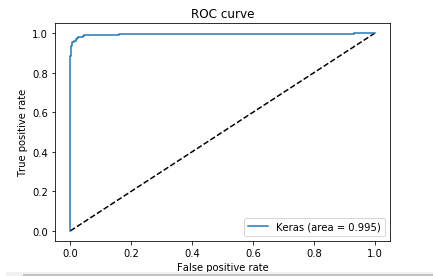 ROC curve
True positive rate
1.0
0.8
0.6
0.4
0.2
0.0
Keras (area = 0.995)
0.0 0.2 0.4 0.6 0.8 1.0
False positive rate